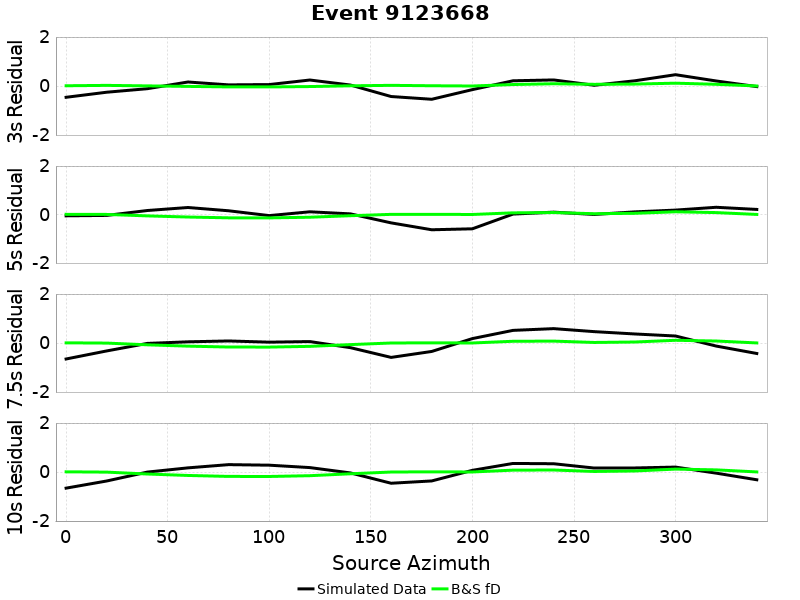 Event 9123668
3s Residual
2
0
-2
5s Residual
2
0
-2
7.5s Residual
2
0
-2
10s Residual
2
0
-2
0 50 100 150 200 250 300
Source Azimuth
Simulated Data B&S fD